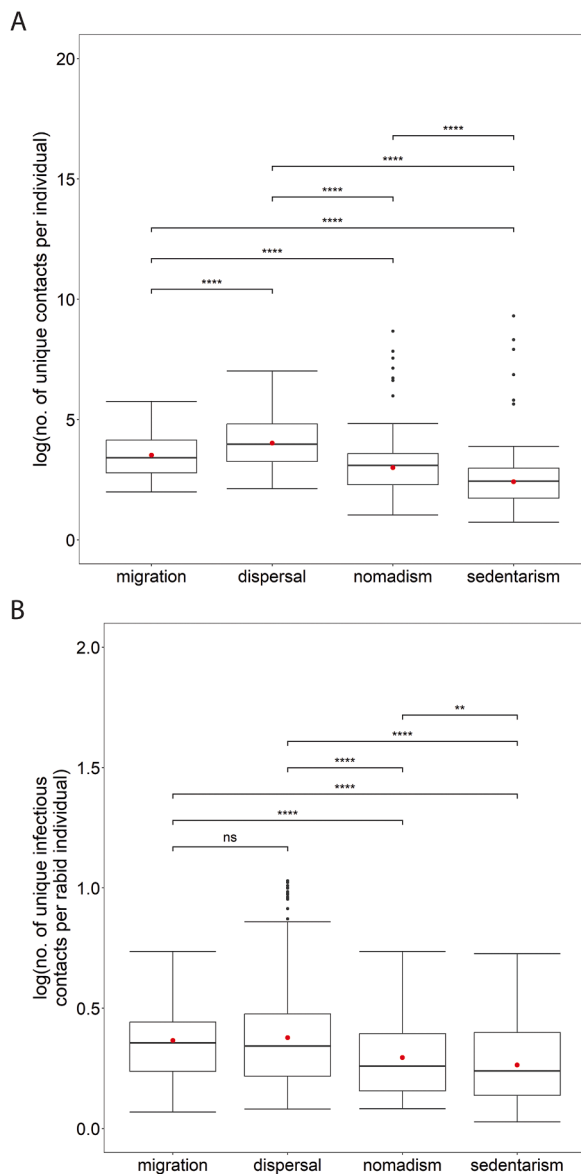 A
log(no. of unique contacts per individual)
20
15
10
5
0
****
****
****
****
****
****
migration dispersal nomadism sedentarism
B
log(no. of unique infectious
contacts per rabid individual)
2.0
1.5
1.0
0.5
0.0
**
****
****
****
****
ns
migration dispersal nomadism sedentarism